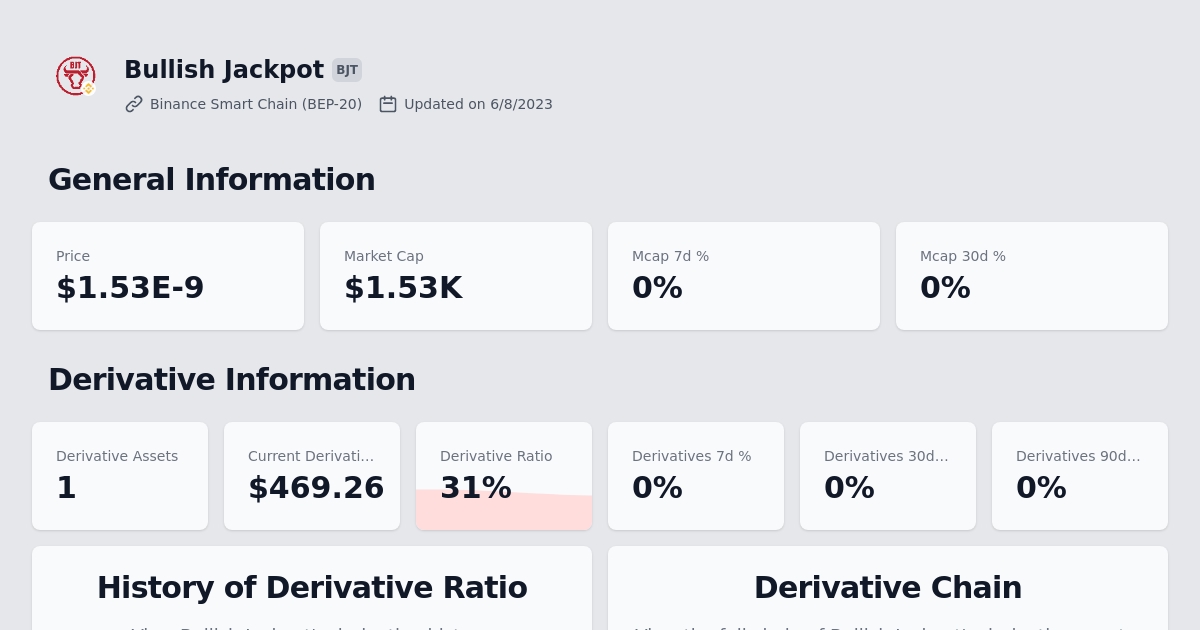 BJT
Bullish Jackpot BJT
Binance Smart Chain (BEP-20) Updated on 6/8/2023
General Information
Price Market Cap Mcap 7d % Mcap 30d %
$1.53E-9 $1.53K 0% 0%
Derivative Information
Derivative Assets Current Derivati... Derivative Ratio Derivatives 7d % Derivatives 30d... Derivatives 90d...
1 $469.26 31% 0% 0% 0%
History of Derivative Ratio Derivative Chain